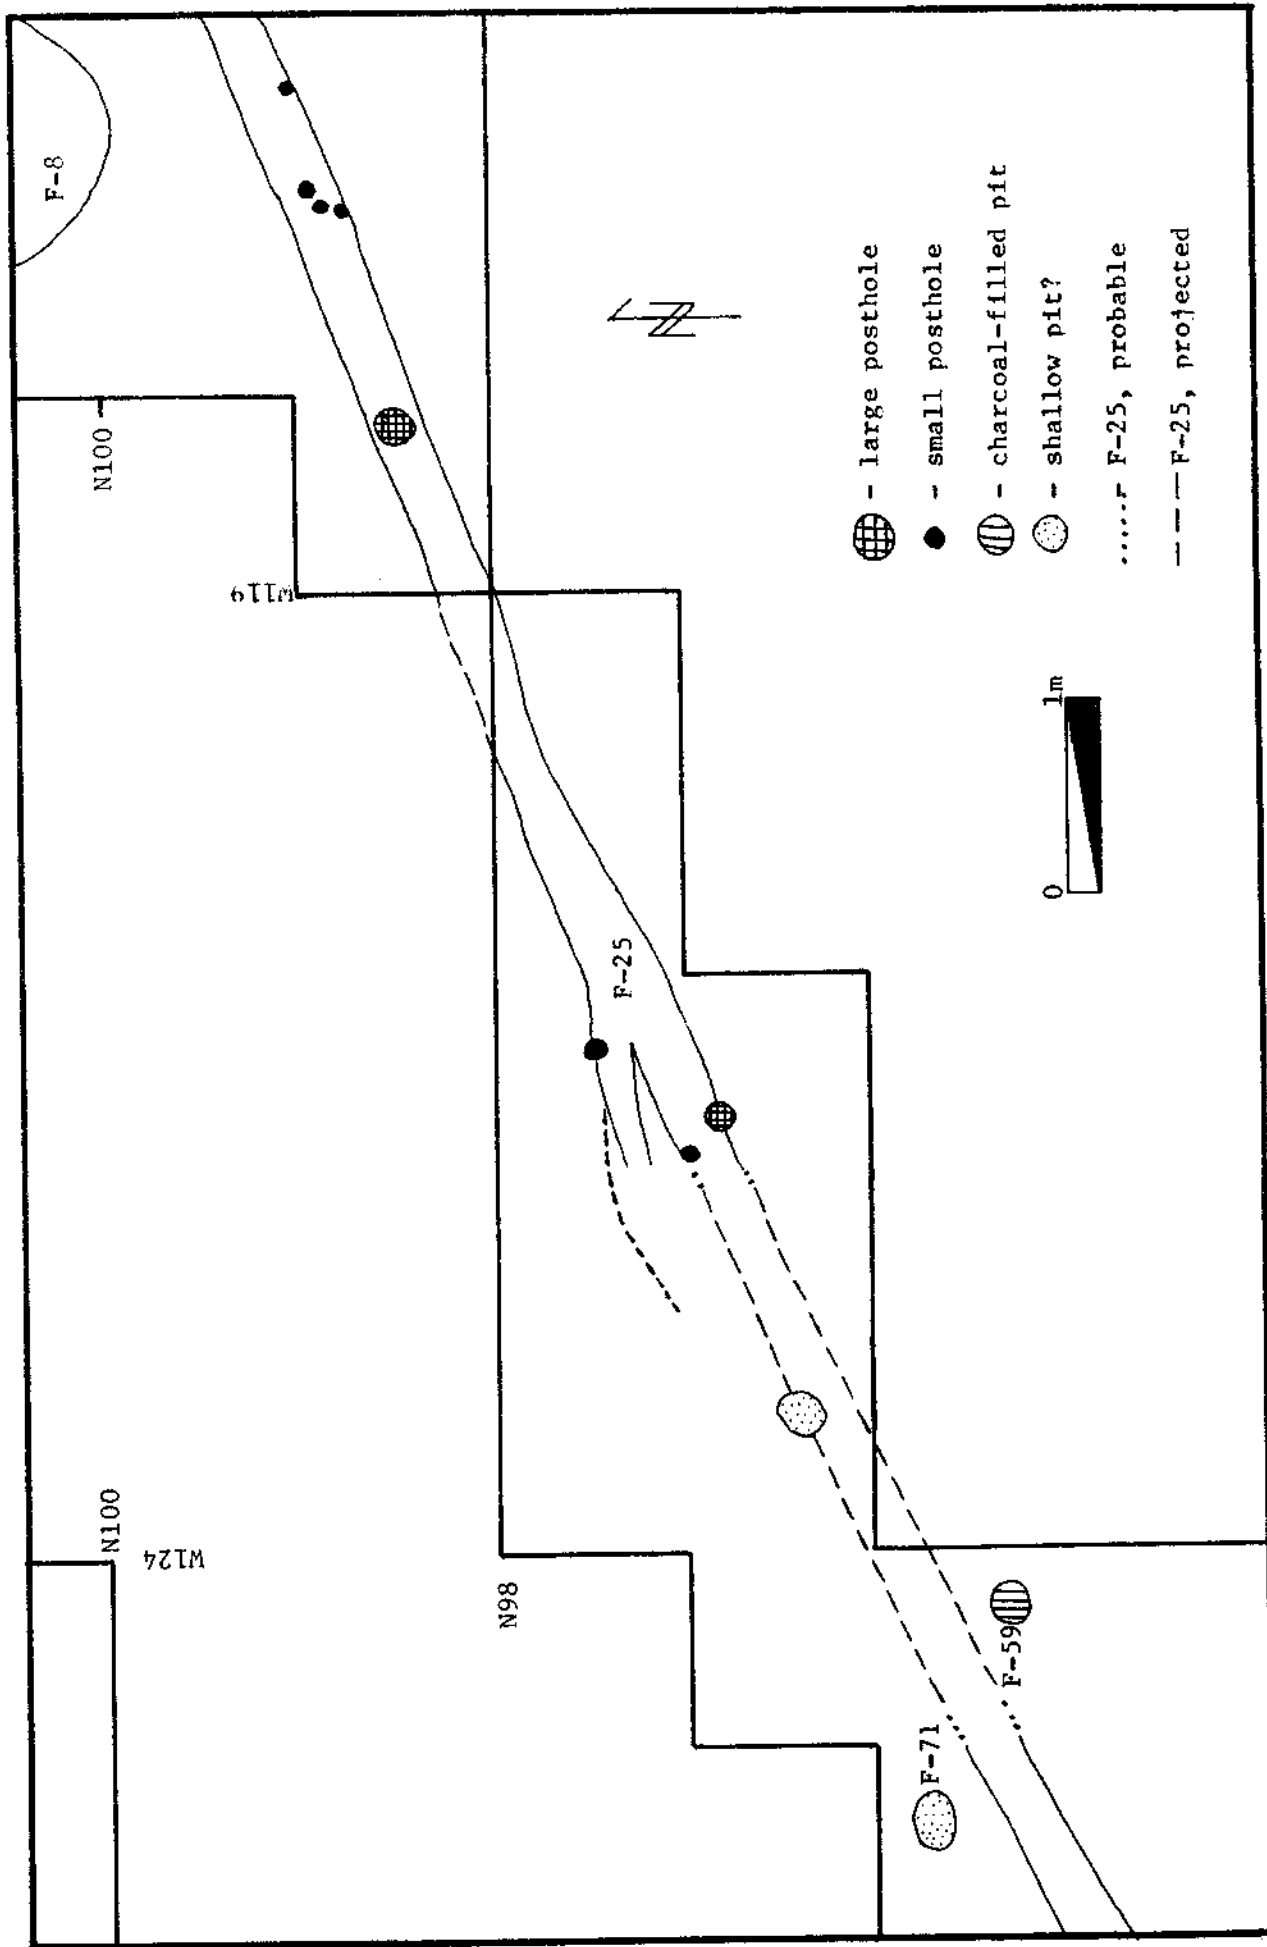 F-8
N100
W119
F-25
N100
W124
N98
F-71
F-59
N
- large posthole
- small posthole
- charcoal-filled pit
- shallow pit?
F-25, probable
F-25, projected
0 1m